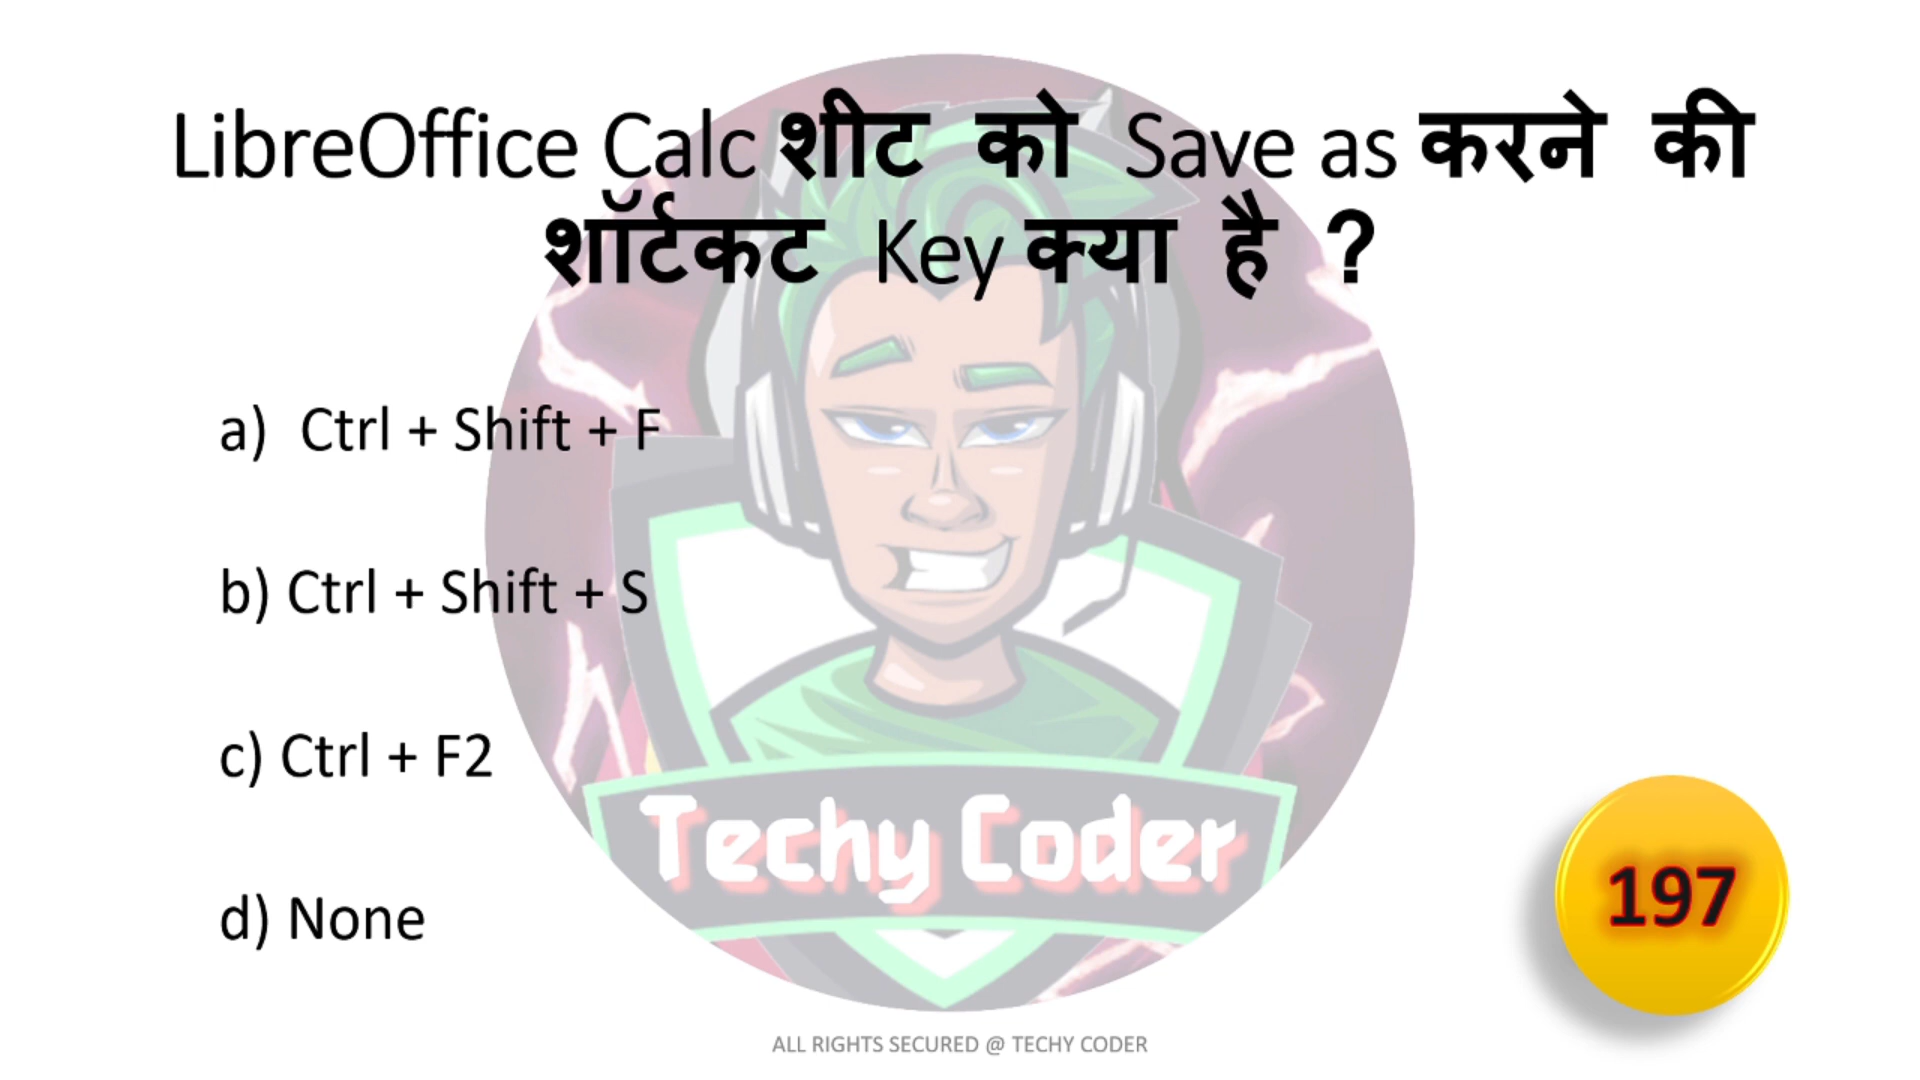 LibreOffice Calc शीट को Save as करने की
शॉर्टकट Key क्या है ?
a) Ctrl + Shift + F
b) Ctrl + Shift + S
c) Ctrl + F2
d) None
Techy Coder
197
ALL RIGHTS SECURED @ TECHY CODER